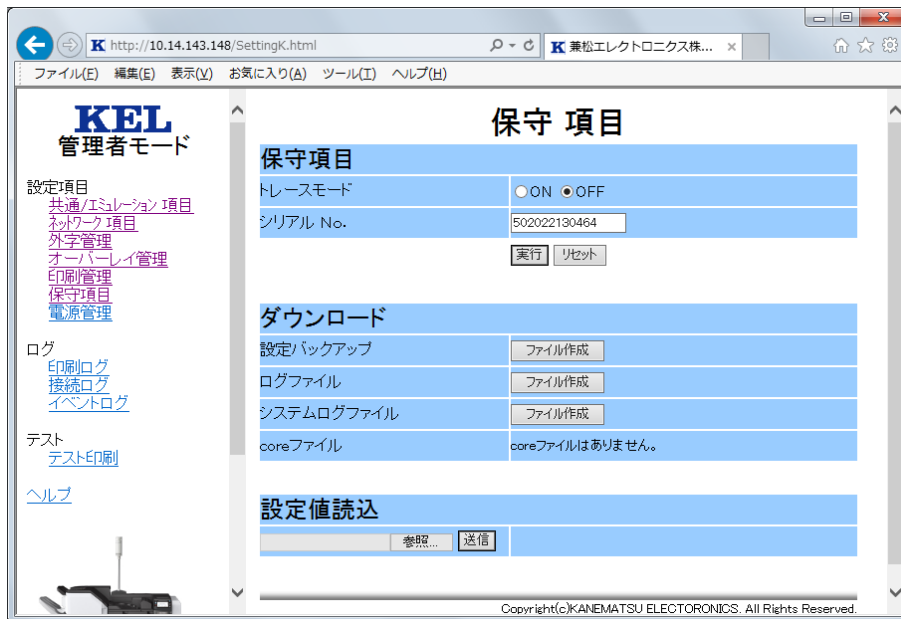 http://10.14.143.148/SettingK.html
K 兼松エレクトロニクス株...
ファイル(F) 編集(E) 表示(V) お気に入り(A) ツール(T) ヘルプ(H)
KEL
管理者モード
設定項目
共通/エミュレーション 項目
ネットワーク 項目
外字管理
オーバーレイ管理
印刷管理
保守項目
電源管理
ログ
印刷ログ
接続ログ
イベントログ
テスト
テスト印刷
ヘルプ
保守 項目
保守項目
トレースモード ON OFF
シリアル No. 502022130464
実行 リセット
ダウンロード
設定バックアップ ファイル作成
ログファイル ファイル作成
システムログファイル ファイル作成
coreファイル coreファイルはありません。
設定値読込
参照... 送信
Copyright(c)KANEMATSU ELECTORONICS. All Rights Reserved.